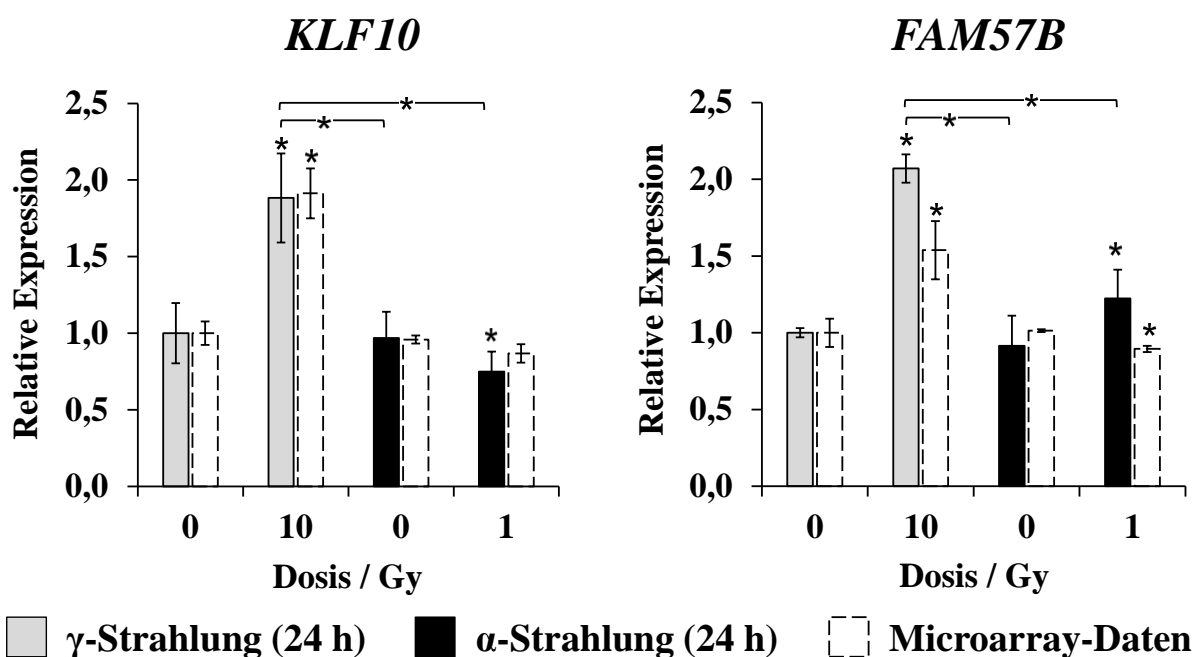 KLF10
FAM57B
Relative Expression
2,5
2,0
1,5
1,0
0,5
0,0
* * * * *
0 10 0 1
Dosis / Gy
Relative Expression
2,5
2,0
1,5
1,0
0,5
0,0
* * * * * *
0 10 0 1
Dosis / Gy
γ-Strahlung (24 h) α-Strahlung (24 h) Microarray-Daten